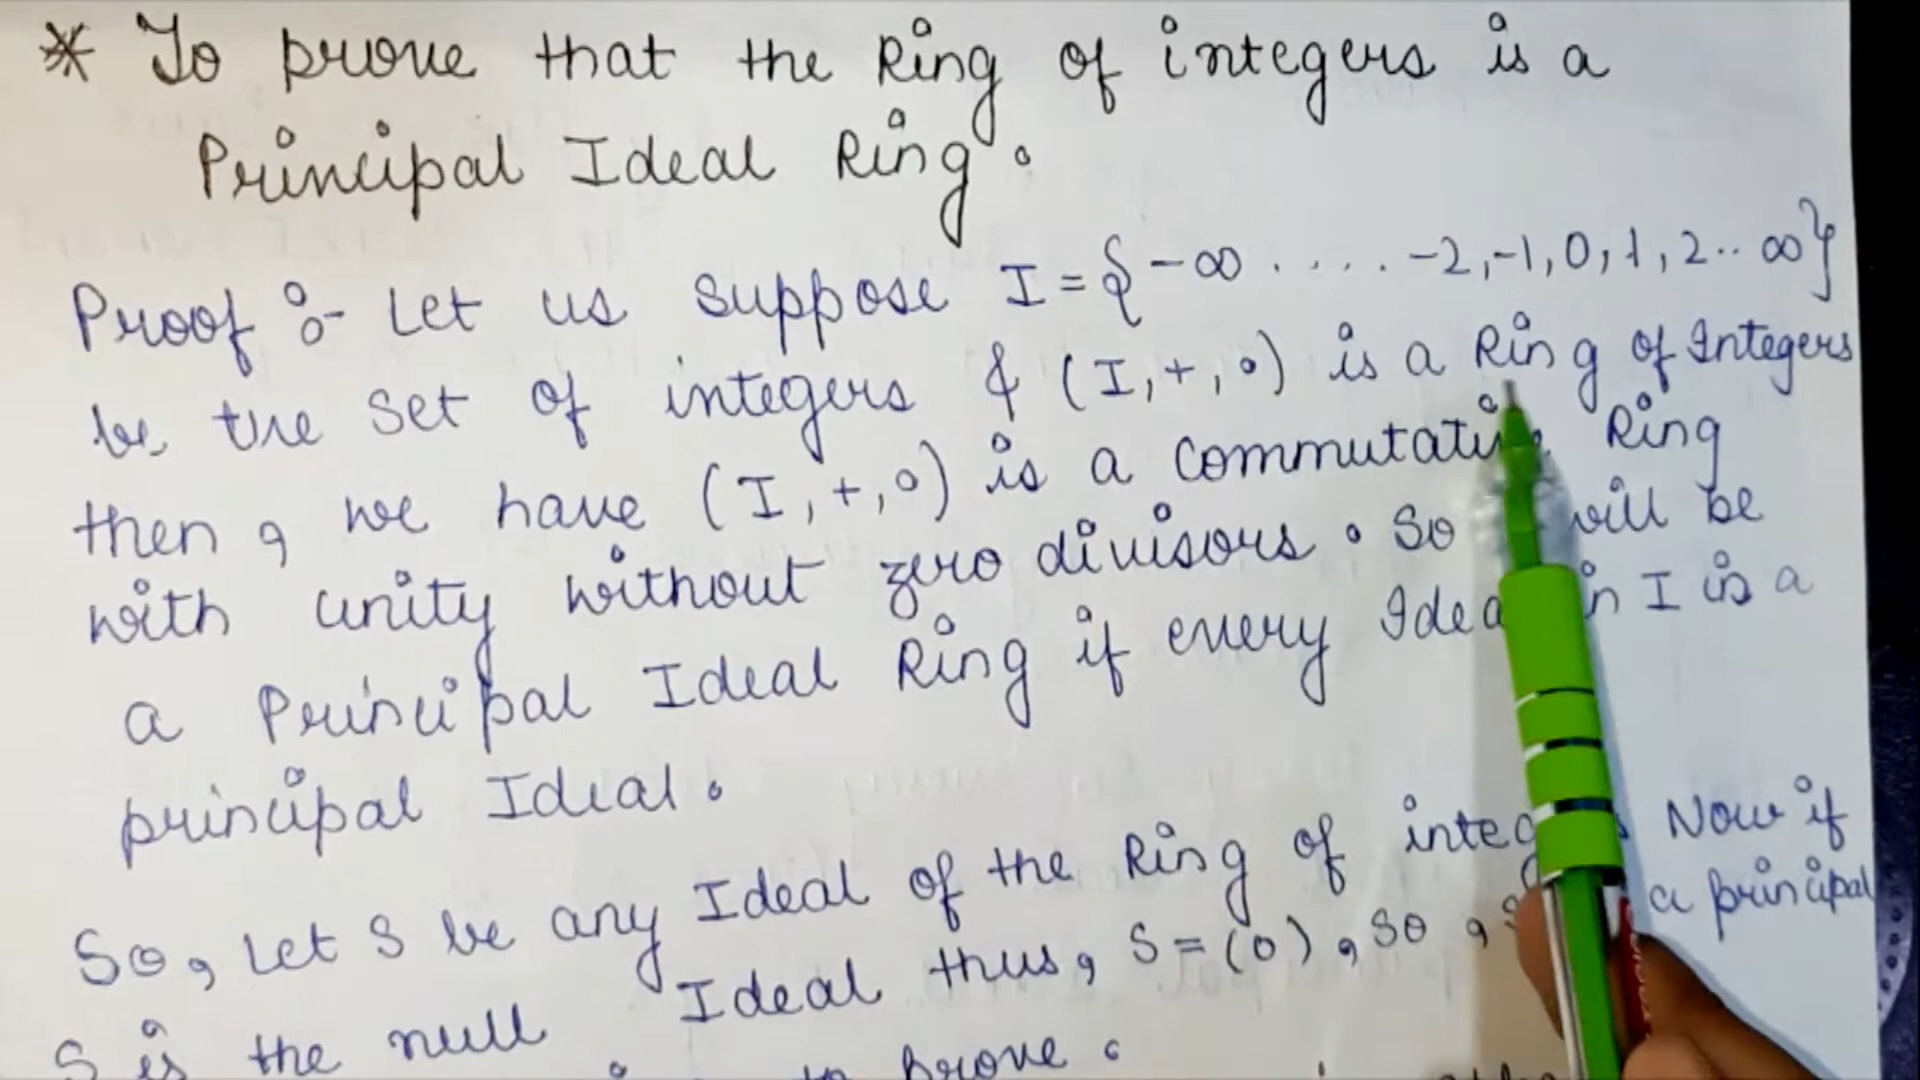 * To prove that the Ring of integers is a
Principal Ideal Ring.
Proof :- Let us suppose I = { -∞ ..... -2, -1, 0, 1, 2.. ∞}
be the set of integers & (I, +, ∘) is a Ring of Integers
then, we have (I, +, ∘) is a commutative Ring
with unity without zero divisors. So will be
a Principal Ideal Ring if every Ideal in I is a
principal Ideal.
So, Let S be any Ideal of the Ring of Now if
S is the null Ideal thus, S = (0), so, a principal
to prove.